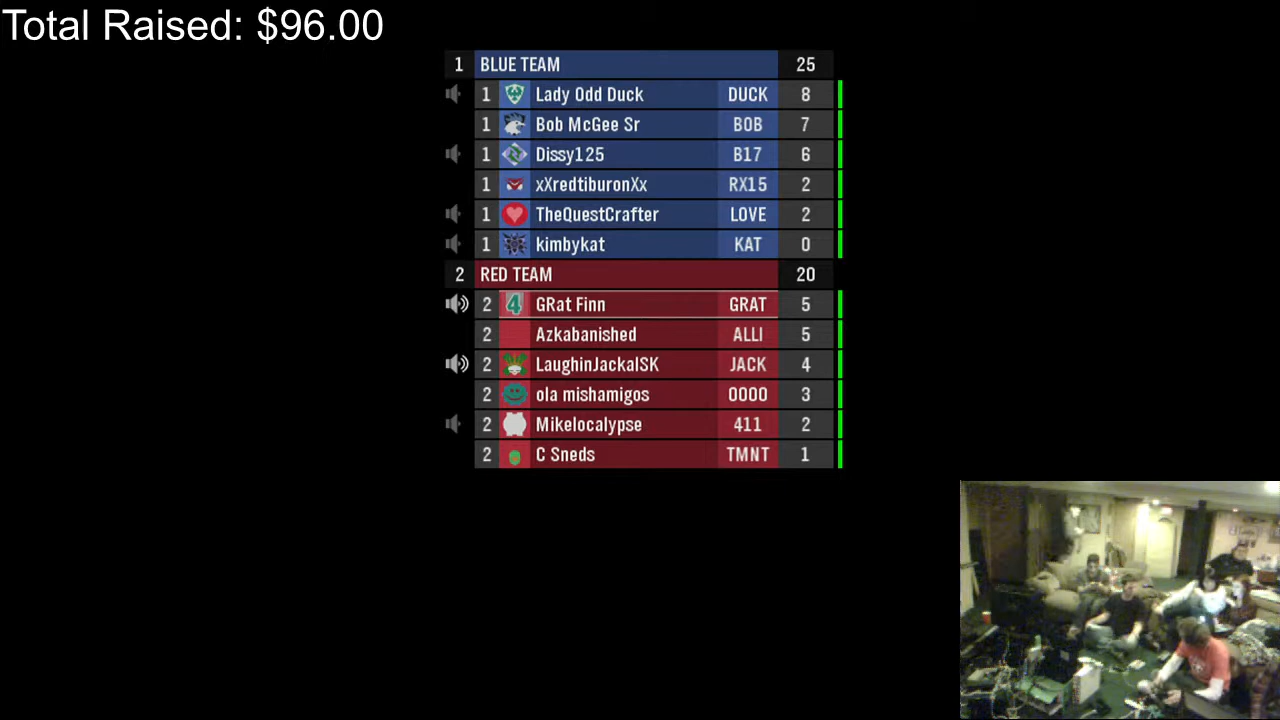 Total Raised: $96.00
1 BLUE TEAM 25
1 Lady Odd Duck DUCK 8
1 Bob McGee Sr BOB 7
1 Dissy125 B17 6
1 xXredtiburonXx RX15 2
1 TheQuestCrafter LOVE 2
1 kimbykat KAT 0
2 RED TEAM 20
2 4 GRat Finn GRAT 5
2 Azkabanished ALLI 5
2 LaughinJackalSK JACK 4
2 ola mishamigos OOOO 3
2 Mikelocalypse 411 2
2 C Sneds TMNT 1